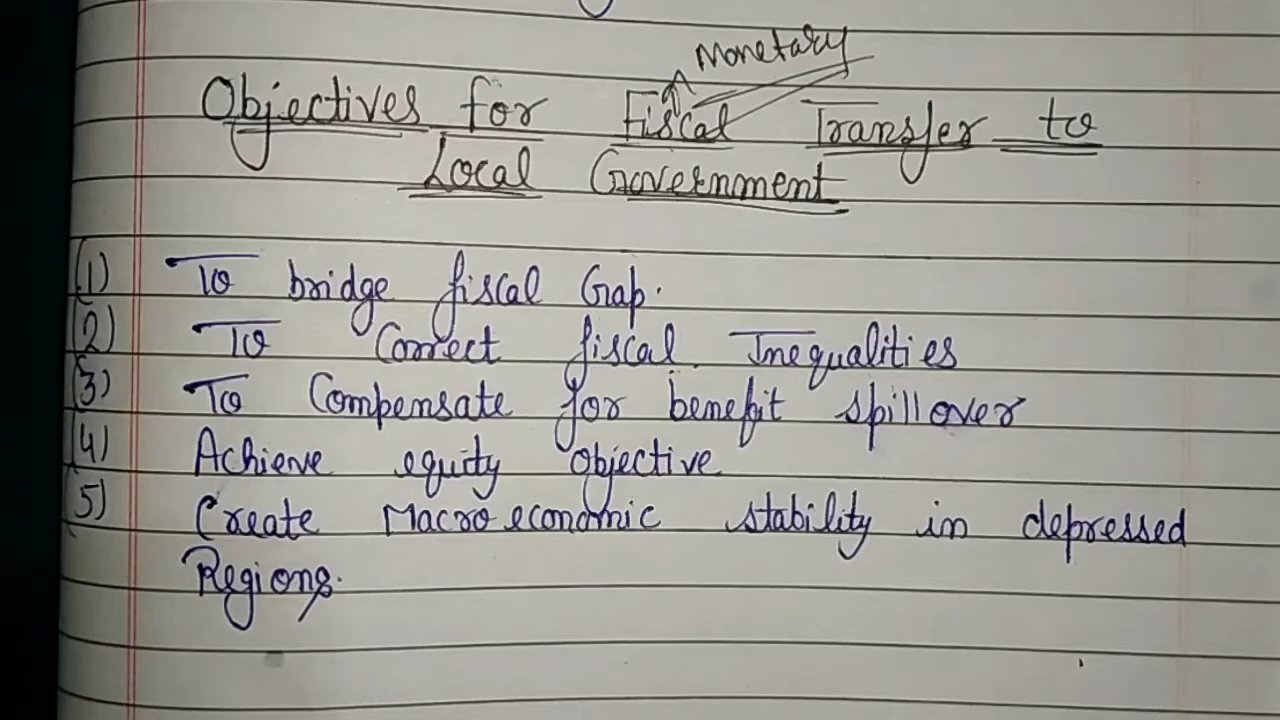 Monetary
Objectives for Fiscal Transfer to
Local Government
(1) To bridge fiscal Gap.
(2) To Correct fiscal Inequalities
(3) To Compensate for benefit spillover
(4) Achieve equity Objective
(5) Create Macroeconomic stability in depressed
Regions.